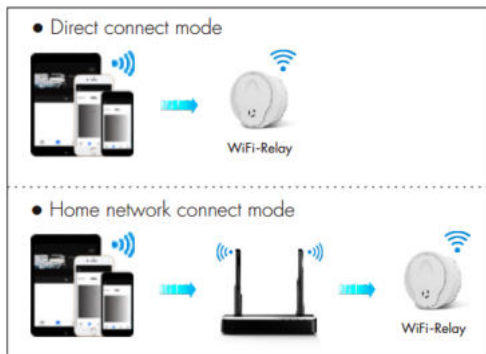 ● Direct connect mode
WiFi-Relay
● Home network connect mode
WiFi-Relay